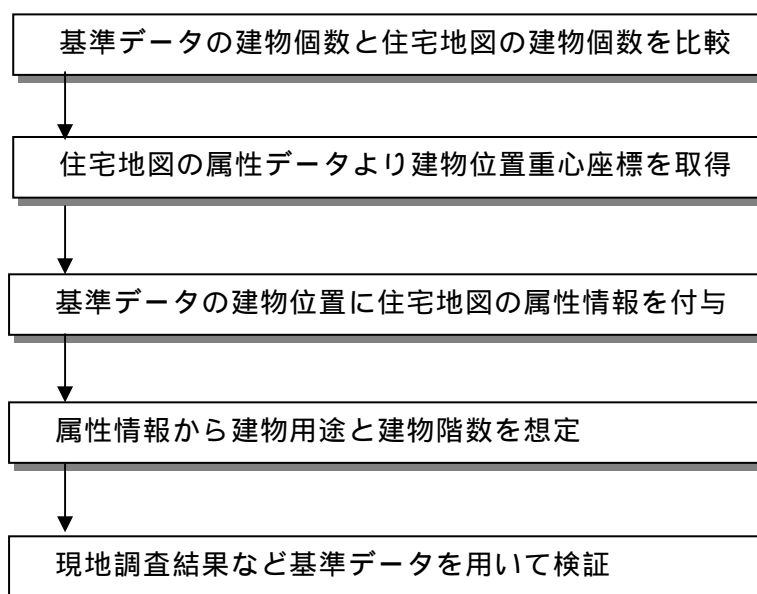 基準データの建物個数と住宅地図の建物個数を比較
住宅地図の属性データより建物位置重心座標を取得
基準データの建物位置に住宅地図の属性情報を付与
属性情報から建物用途と建物階数を想定
現地調査結果など基準データを用いて検証